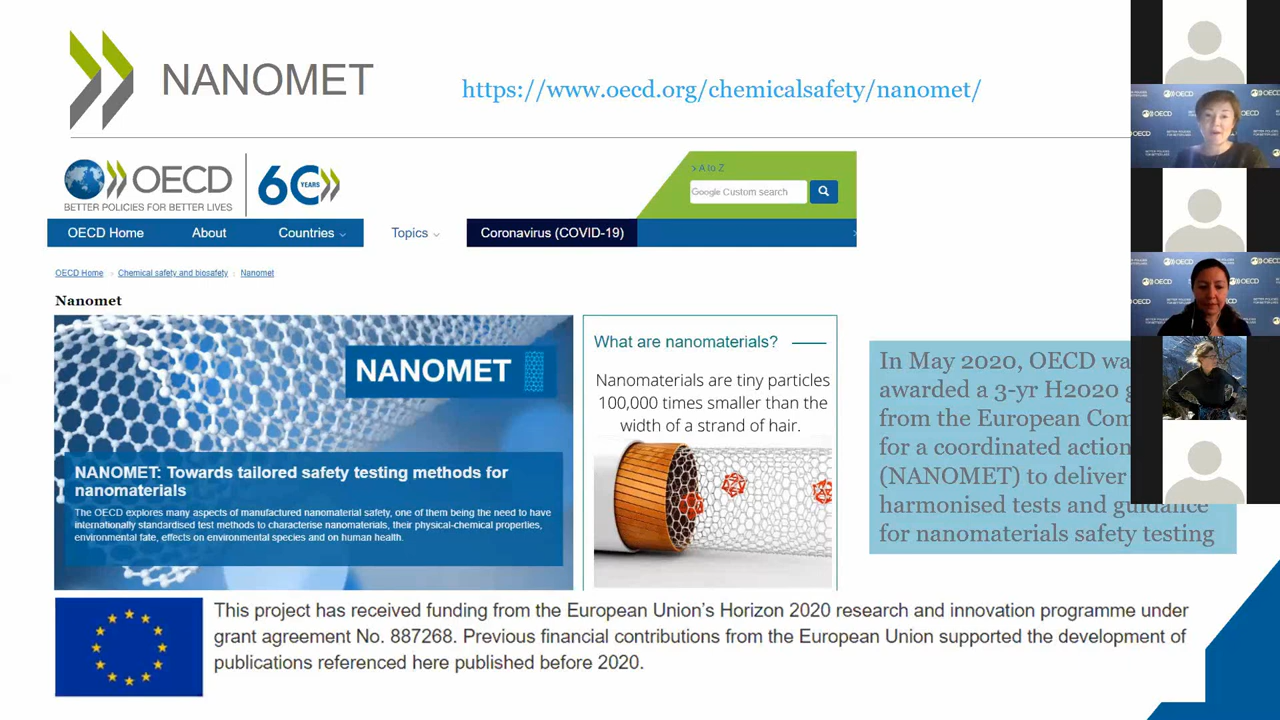 NANOMET
https://www.oecd.org/chemicalsafety/nanomet/
OECD
BETTER POLICIES FOR BETTER LIVES
60 YEARS
> A to Z
Google Custom search
OECD Home About Countries Topics Coronavirus (COVID-19)
OECD Home > Chemical safety and biosafety > Nanomet
Nanomet
NANOMET
NANOMET: Towards tailored safety testing methods for
nanomaterials
The OECD explores many aspects of manufactured nanomaterial safety, one of them being the need to have
internationally standardised test methods to characterise nanomaterials, their physical-chemical properties,
environmental fate, effects on environmental species and on human health.
What are nanomaterials?
Nanomaterials are tiny particles
100,000 times smaller than the
width of a strand of hair.
In May 2020, OECD
awarded a 3-yr H2020
from the European
for a coordinated action
(NANOMET) to deliver
harmonised tests and guidance
for nanomaterials safety testing
This project has received funding from the European Union's Horizon 2020 research and innovation programme under
grant agreement No. 887268. Previous financial contributions from the European Union supported the development of
publications referenced here published before 2020.
OECD
OECD
OECD
OECD